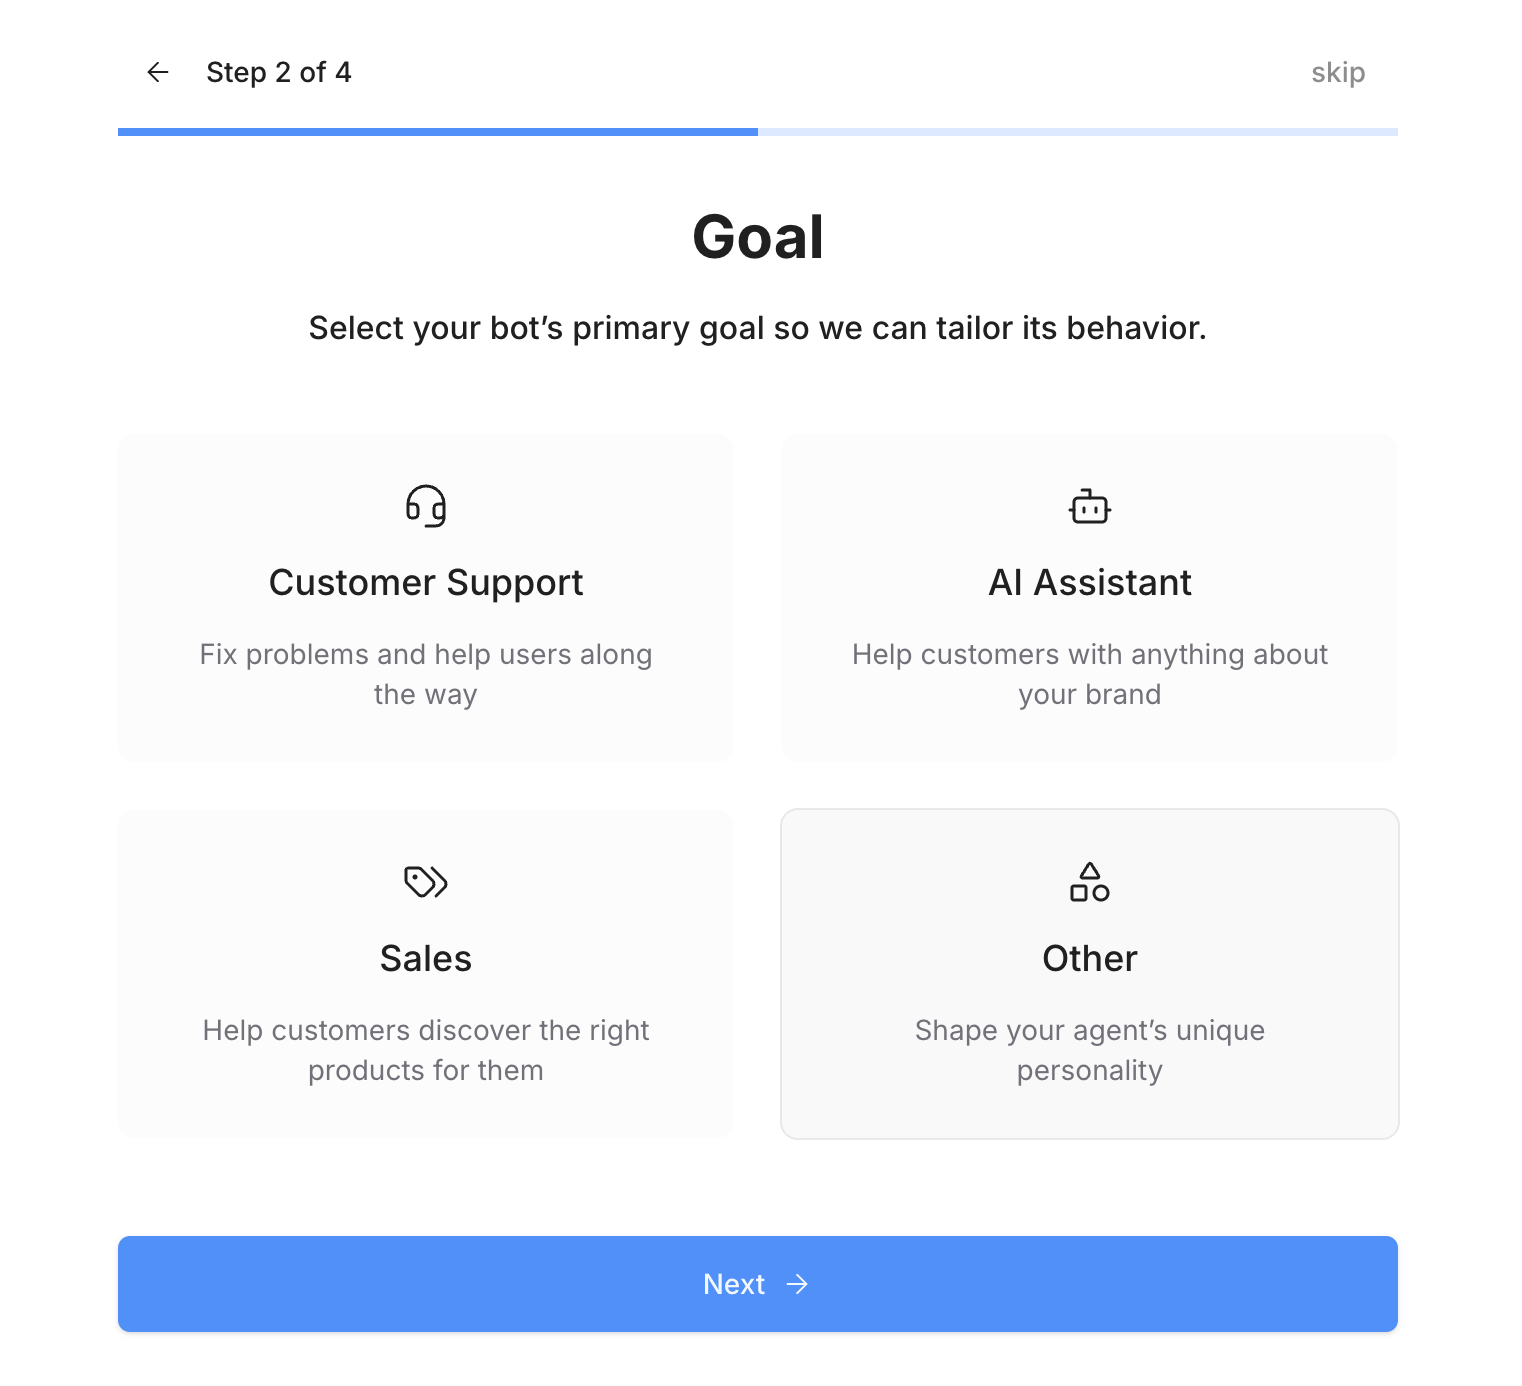 Step 2 of 4
skip
Goal
Select your bot’s primary goal so we can tailor its behavior.
Customer Support
Fix problems and help users along
the way
AI Assistant
Help customers with anything about
your brand
Sales
Help customers discover the right
products for them
Other
Shape your agent’s unique
personality
Next